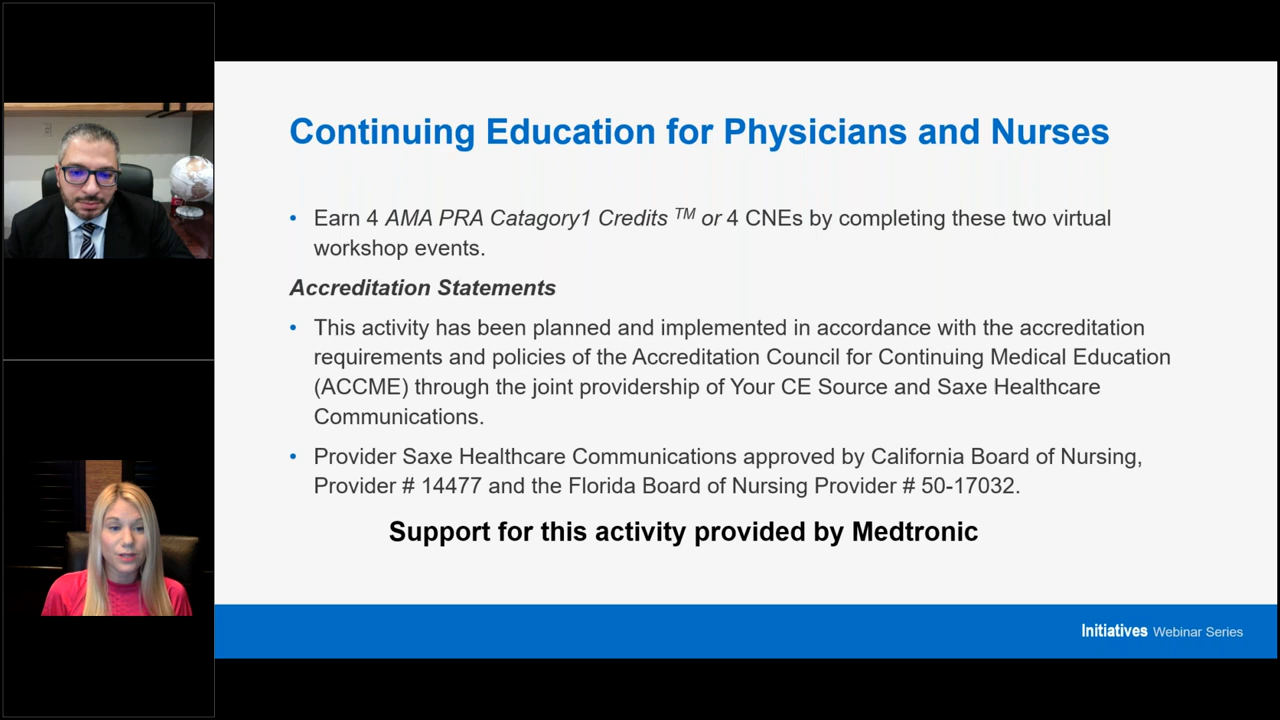 Continuing Education for Physicians and Nurses
• Earn 4 AMA PRA Catagory1 Credits TM or 4 CNEs by completing these two virtual
workshop events.
Accreditation Statements
• This activity has been planned and implemented in accordance with the accreditation
requirements and policies of the Accreditation Council for Continuing Medical Education
(ACCME) through the joint providership of Your CE Source and Saxe Healthcare
Communications.
• Provider Saxe Healthcare Communications approved by California Board of Nursing,
Provider # 14477 and the Florida Board of Nursing Provider # 50-17032.
Support for this activity provided by Medtronic
Initiatives Webinar Series